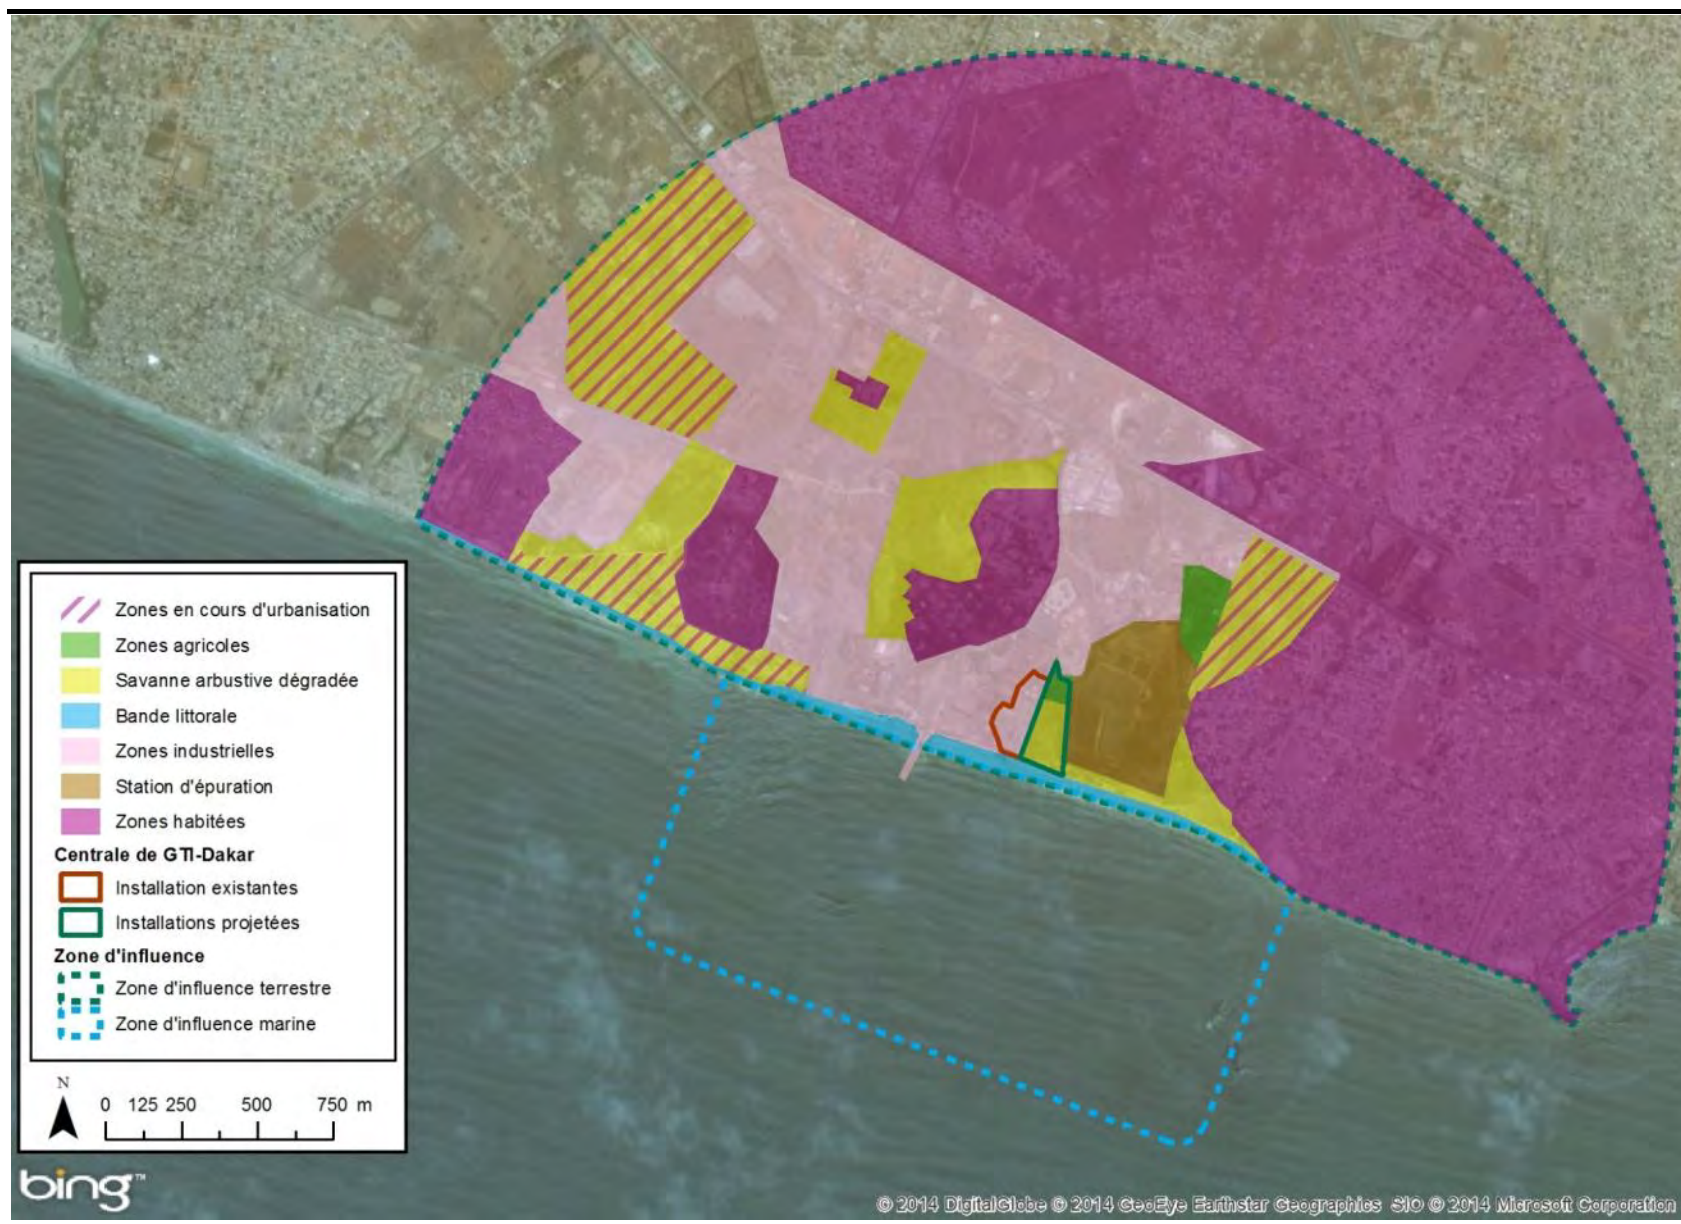 Zones en cours d'urbanisation
Zones agricoles
Savanne arbustive dégradée
Bande littorale
Zones industrielles
Station d'épuration
Zones habitées
Centrale de GTI-Dakar
Installation existantes
Installations projetées
Zone d'influence
Zone d'influence terrestre
Zone d'influence marine
N
0 125 250 500 750 m
bing™
© 2014 DigitalGlobe © 2014 GeoEye Earthstar Geographics SIO © 2014 Microsoft Corporation